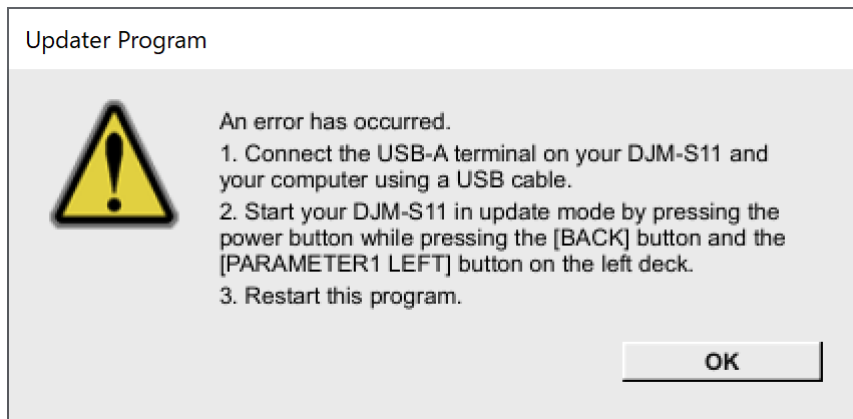 Updater Program
An error has occurred.
1. Connect the USB-A terminal on your DJM-S11 and
your computer using a USB cable.
2. Start your DJM-S11 in update mode by pressing the
power button while pressing the [BACK] button and the
[PARAMETER1 LEFT] button on the left deck.
3. Restart this program.
OK